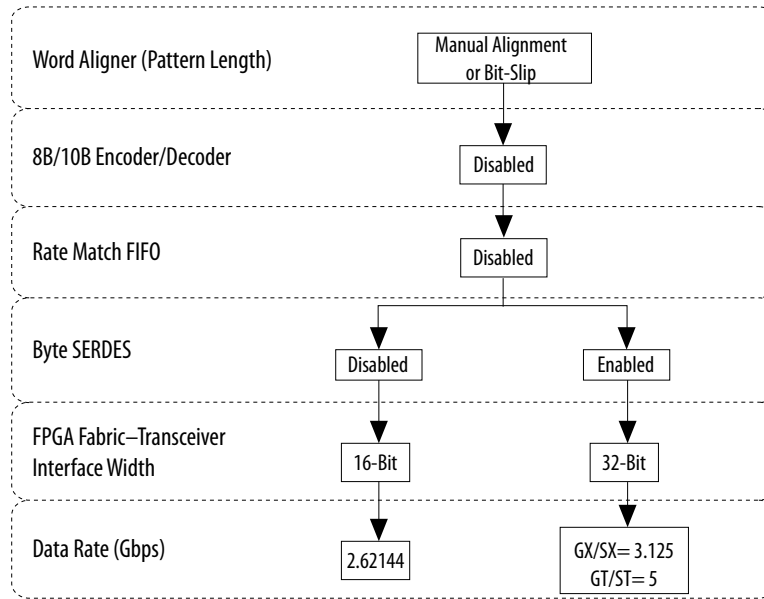 Word Aligner (Pattern Length)
Manual Alignment
or Bit-Slip
8B/10B Encoder/Decoder
Disabled
Rate Match FIFO
Disabled
Byte SERDES
Disabled
Enabled
FPGA Fabric–Transceiver
Interface Width
16-Bit
32-Bit
Data Rate (Gbps)
2.62144
GX/SX= 3.125
GT/ST= 5